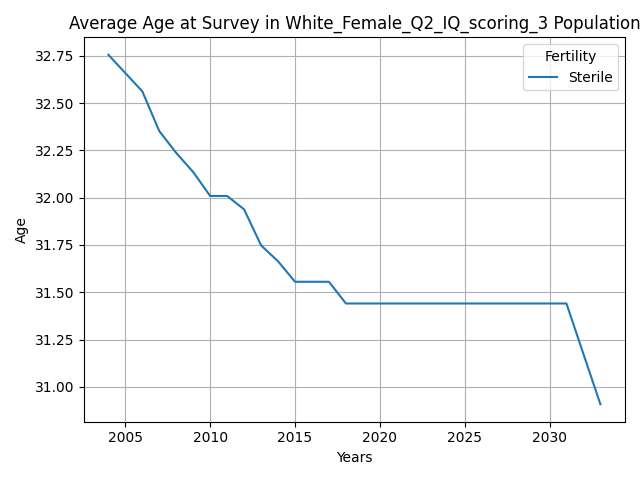 Average Age at Survey in White_Female_Q2_IQ_scoring_3 Population
Fertility
Sterile
32.75
32.50
32.25
32.00
31.75
31.50
31.25
31.00
Age
2005 2010 2015 2020 2025 2030
Years